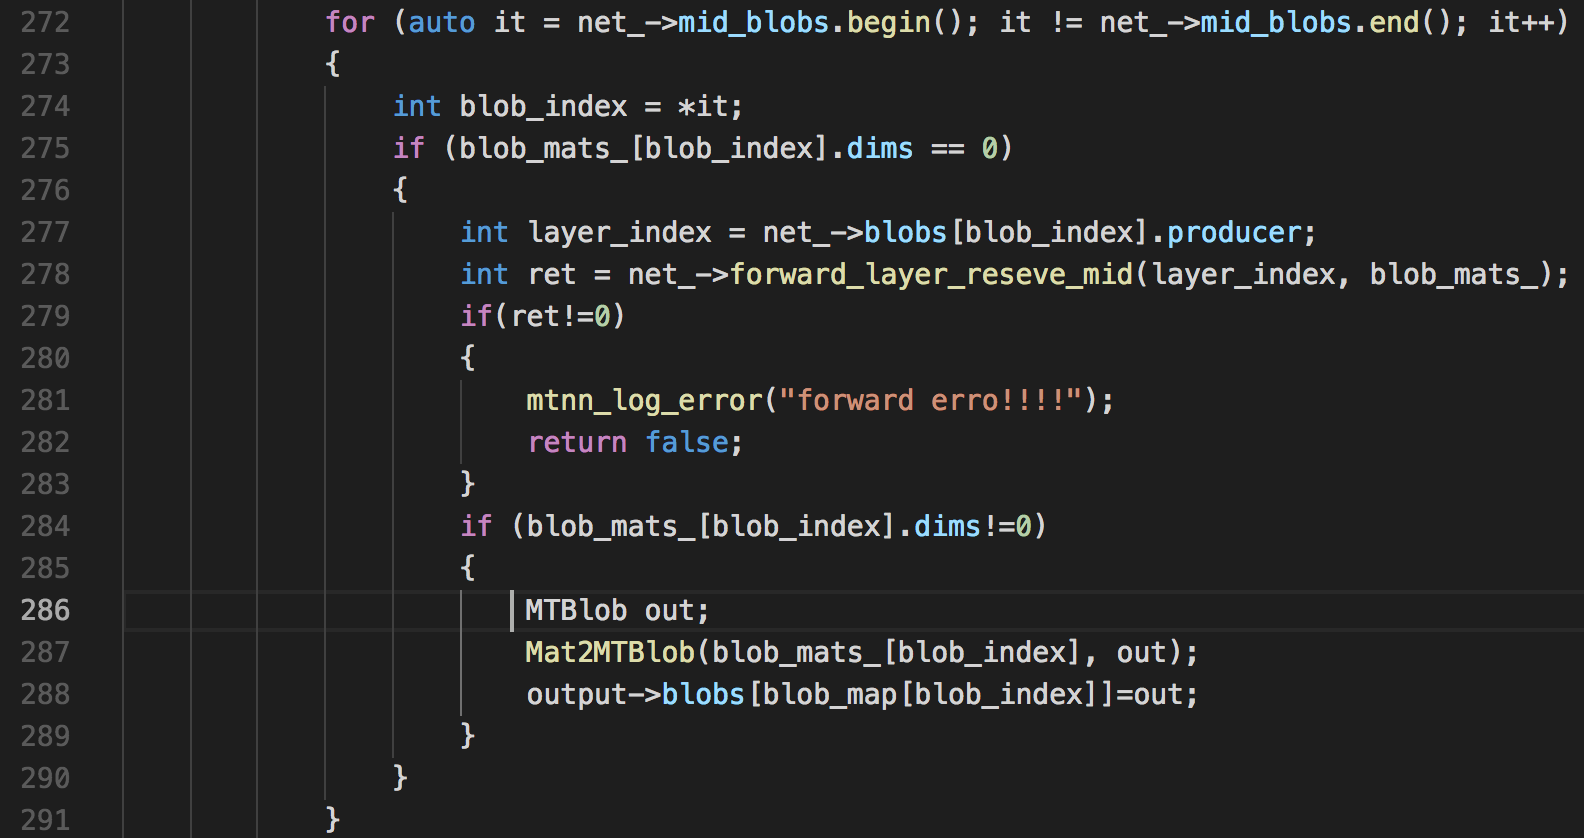 272 for (auto it = net_->mid_blobs.begin(); it != net_->mid_blobs.end(); it++)
273 {
274 int blob_index = *it;
275 if (blob_mats_[blob_index].dims == 0)
276 {
277 int layer_index = net_->blobs[blob_index].producer;
278 int ret = net_->forward_layer_reseve_mid(layer_index, blob_mats_);
279 if(ret!=0)
280 {
281 mtnn_log_error("forward erro!!!!");
282 return false;
283 }
284 if (blob_mats_[blob_index].dims!=0)
285 {
286 MTBlob out;
287 Mat2MTBlob(blob_mats_[blob_index], out);
288 output->blobs[blob_map[blob_index]]=out;
289 }
290 }
291 }